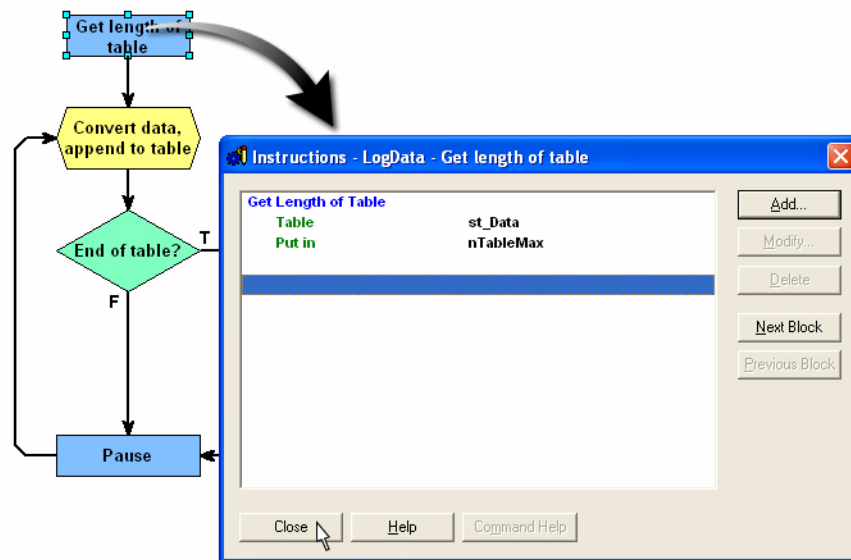 Get length of
table
Convert data,
append to table
End of table?
T
F
Pause
Instructions - LogData - Get length of table
Get Length of Table
Table st_Data
Put in nTableMax
Add...
Modify...
Delete
Next Block
Previous Block
Close
Help
Command Help